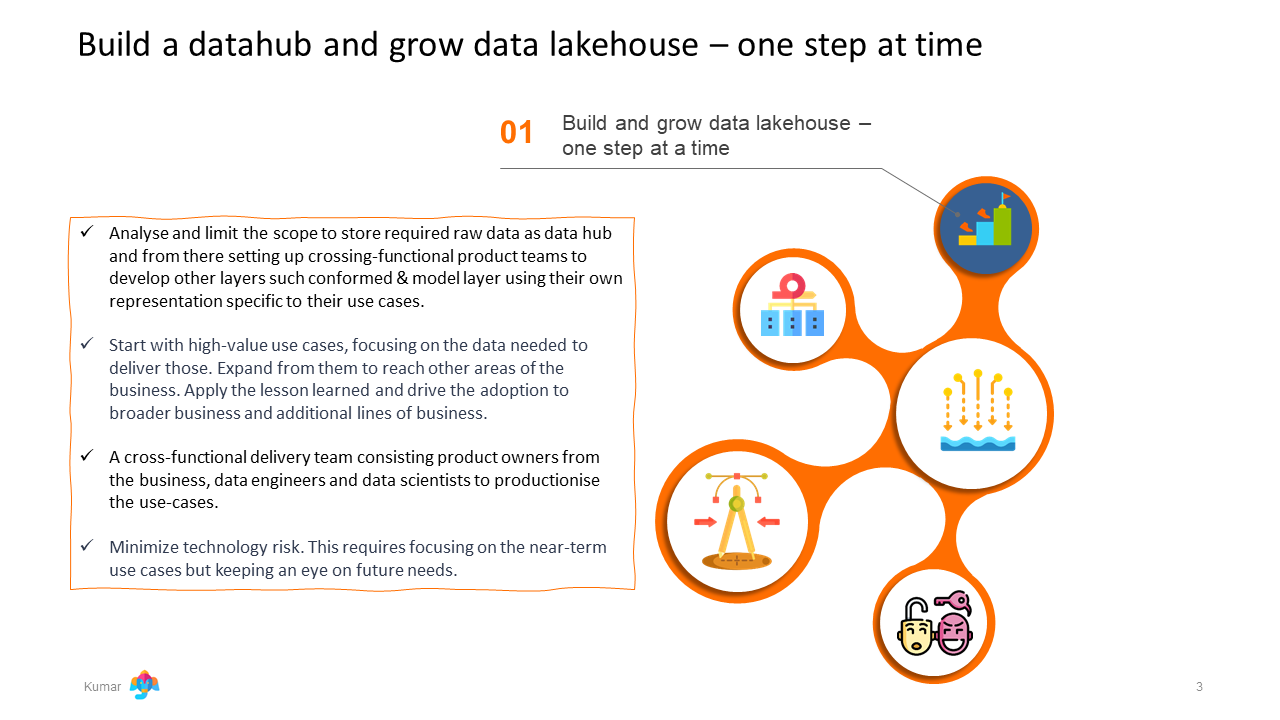 Build a datahub and grow data lakehouse – one step at time
01
Build and grow data lakehouse –
one step at a time
✓ Analyse and limit the scope to store required raw data as data hub
and from there setting up crossing-functional product teams to
develop other layers such conformed & model layer using their own
representation specific to their use cases.
✓ Start with high-value use cases, focusing on the data needed to
deliver those. Expand from them to reach other areas of the
business. Apply the lesson learned and drive the adoption to
broader business and additional lines of business.
✓ A cross-functional delivery team consisting product owners from
the business, data engineers and data scientists to productionise
the use-cases.
✓ Minimize technology risk. This requires focusing on the near-term
use cases but keeping an eye on future needs.
Kumar
3